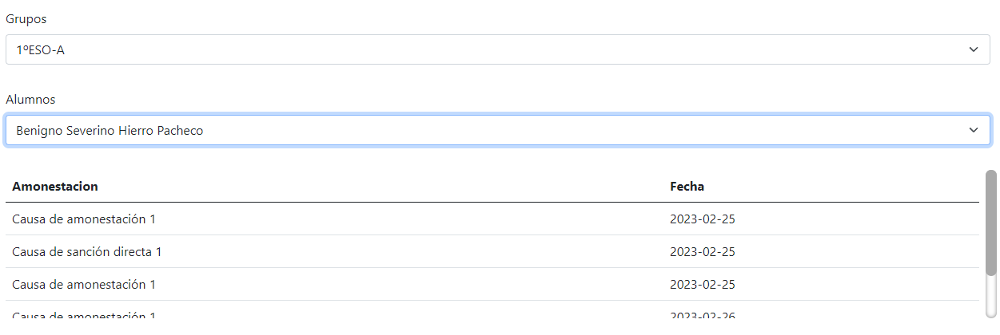 Grupos
1ºESO-A
Alumnos
Benigno Severino Hierro Pacheco
Amonestacion Fecha
Causa de amonestación 1 2023-02-25
Causa de sanción directa 1 2023-02-25
Causa de amonestación 1 2023-02-25
Causa de amonestación 1 2023-02-26